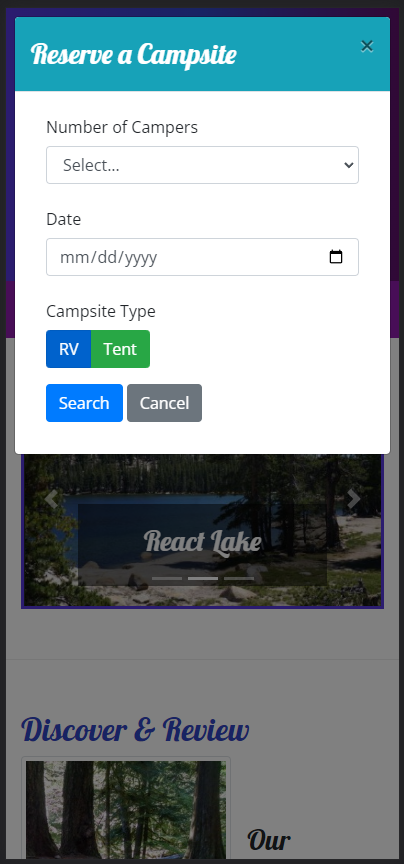 Reserve a Campsite
×
Number of Campers
Select...
Date
mm/dd/yyyy
Campsite Type
RV Tent
Search Cancel
React Lake
Discover & Review
Our